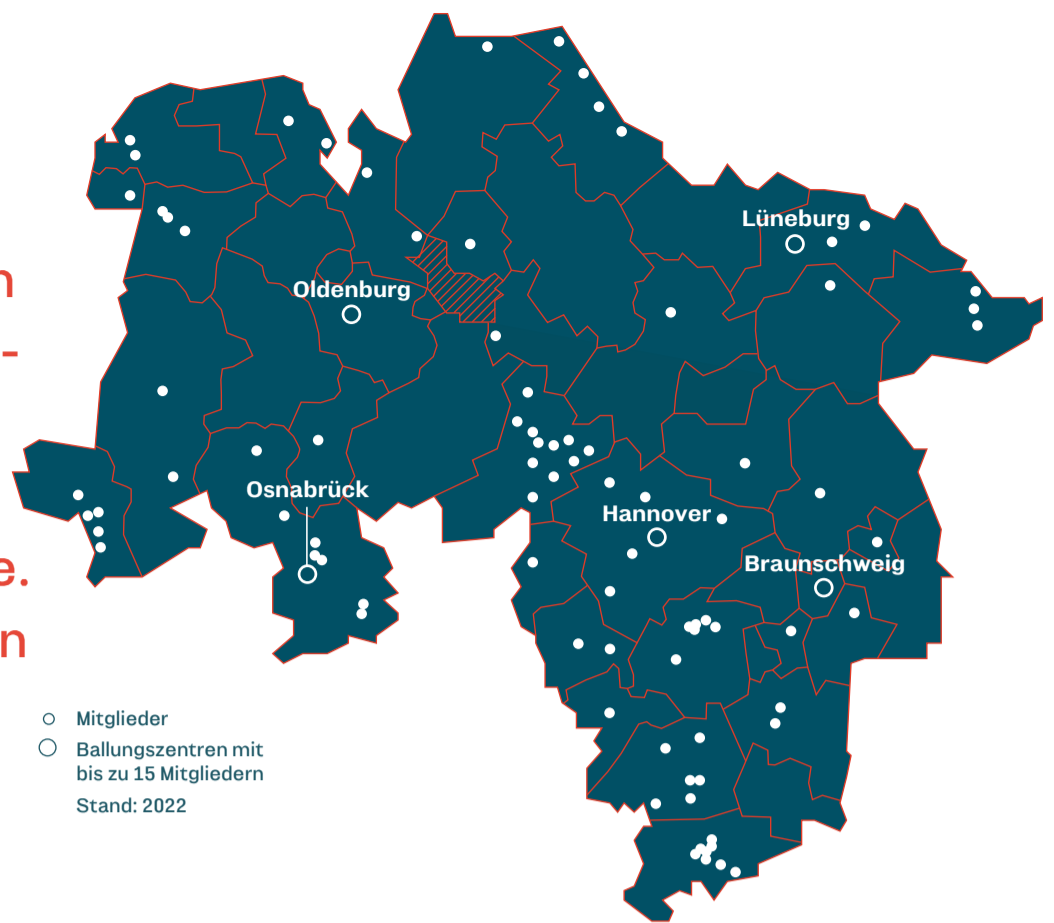 n
-
e.
n
Lüneburg
Oldenburg
Osnabrück
Hannover
Braunschweig
Mitglieder
Ballungszentren mit
bis zu 15 Mitgliedern
Stand: 2022